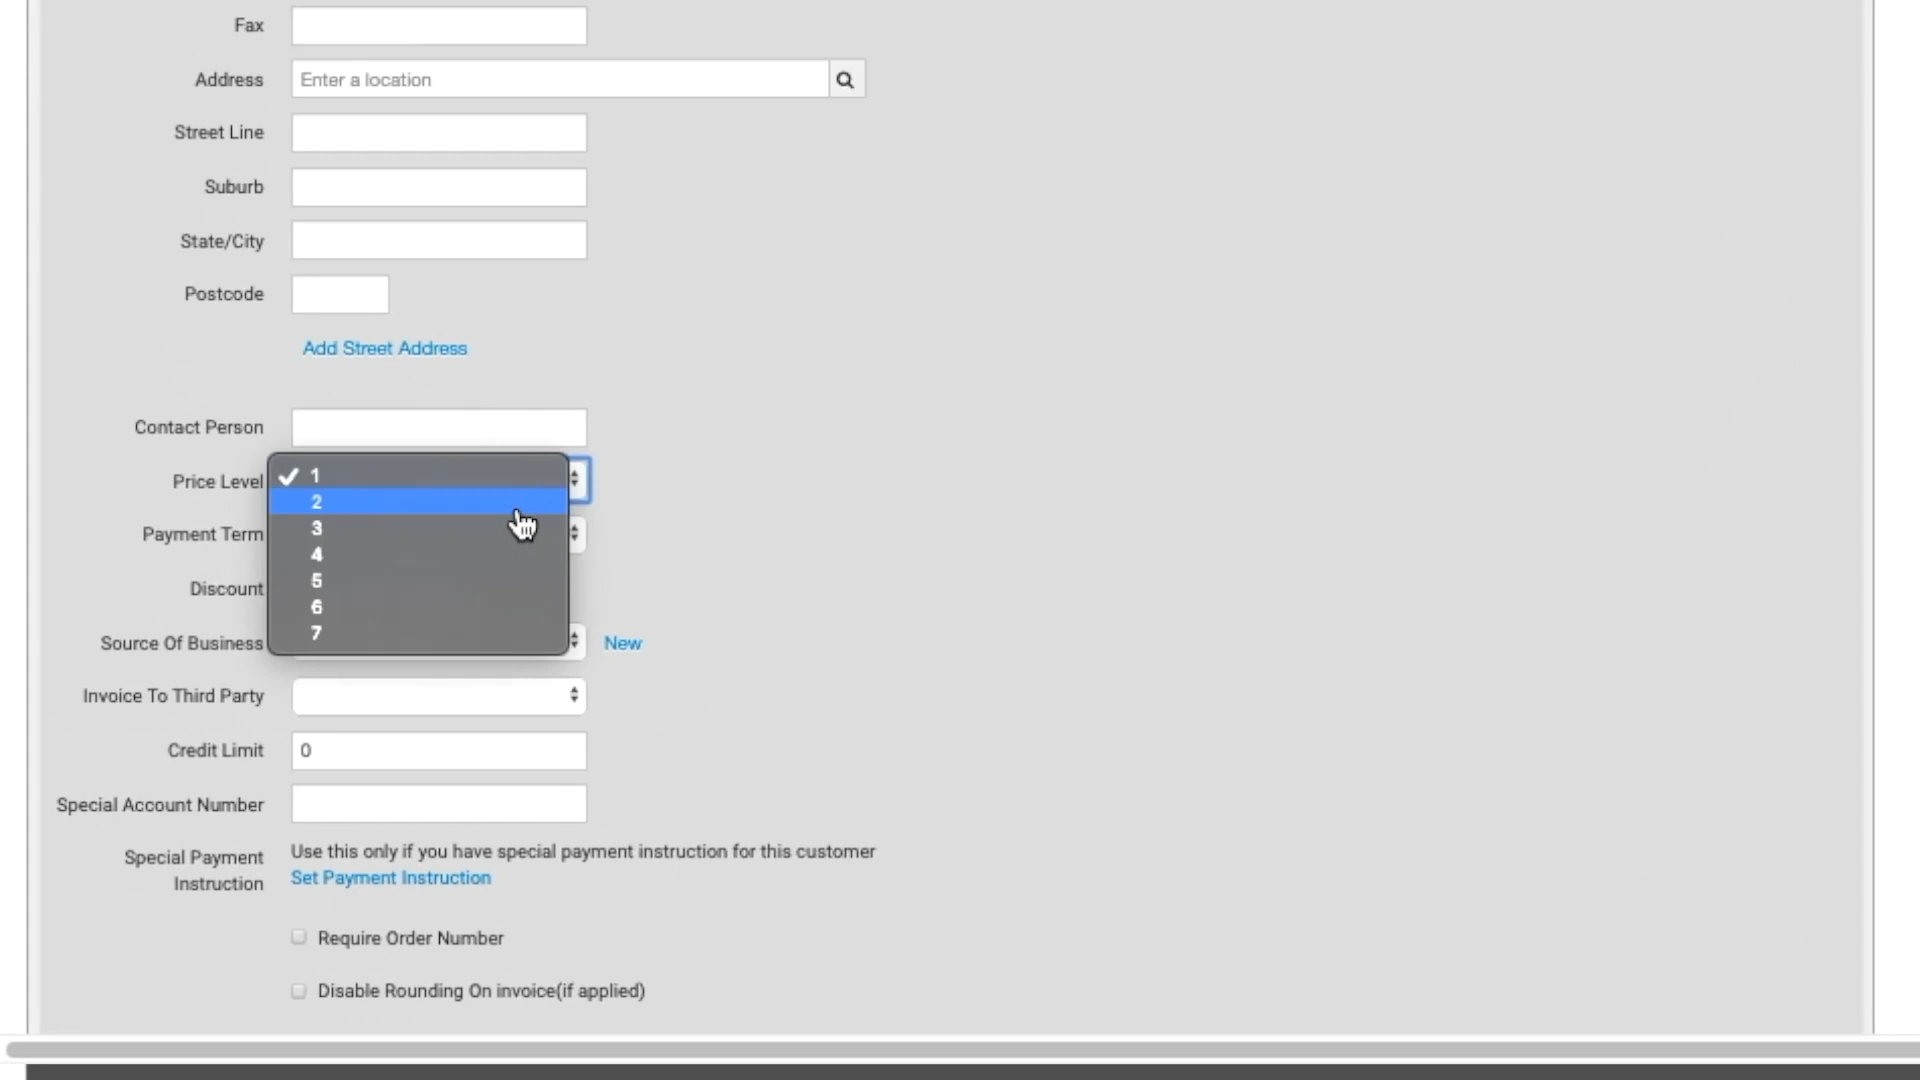 Fax
Address Enter a location
Street Line
Suburb
State/City
Postcode
Add Street Address
Contact Person
Price Level 1
2
3
Payment Term
4
5
Discount
6
7
Source Of Business New
Invoice To Third Party
Credit Limit 0
Special Account Number
Special Payment Instruction
Use this only if you have special payment instruction for this customer
Set Payment Instruction
Require Order Number
Disable Rounding On invoice(if applied)